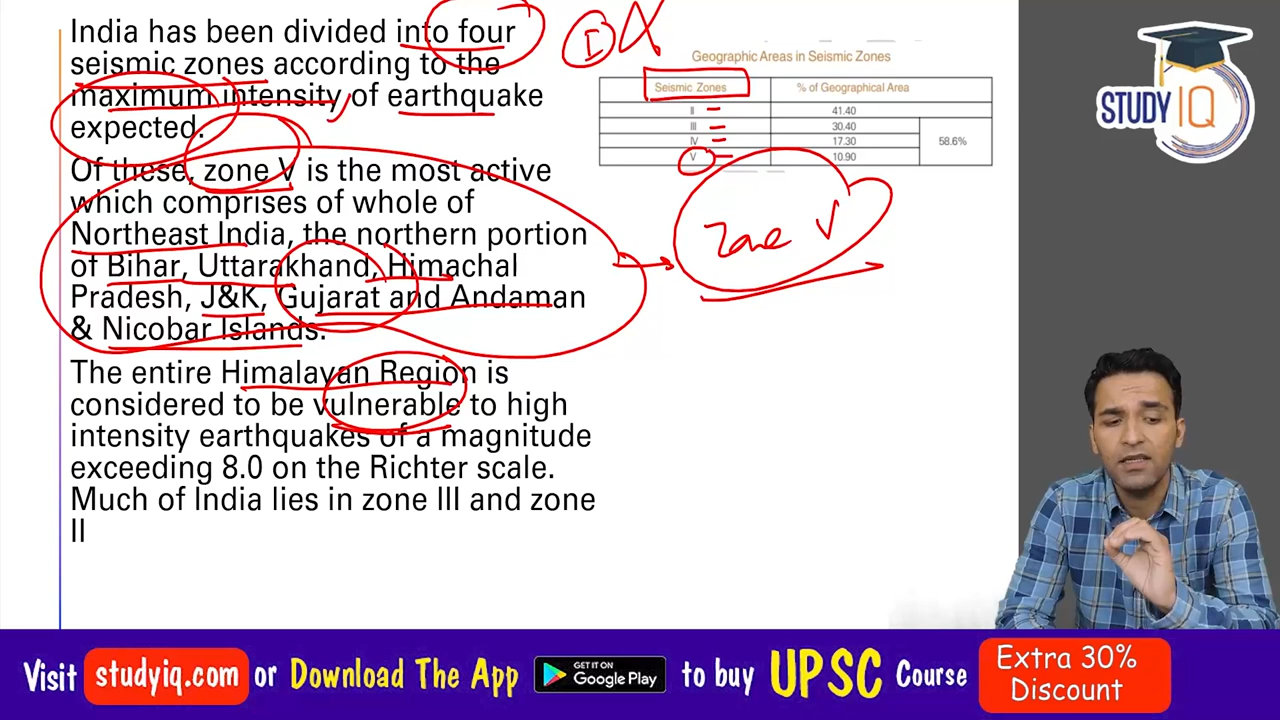 India has been divided into four
seismic zones according to the
maximum intensity of earthquake
expected.
Of these, zone V is the most active
which comprises of whole of
Northeast India, the northern portion
of Bihar, Uttarakhand, Himachal
Pradesh, J&K, Gujarat and Andaman
& Nicobar Islands.
The entire Himalayan Region is
considered to be vulnerable to high
intensity earthquakes of a magnitude
exceeding 8.0 on the Richter scale.
Much of India lies in zone III and zone
II
I
Geographic Areas in Seismic Zones
Seismic Zones % of Geographical Area
II 41.40
III 30.40
IV 17.30 58.6%
V 10.90
Zone V
STUDY IQ
Visit studyiq.com or Download The App GET IT ON Google Play to buy UPSC Course Extra 30% Discount